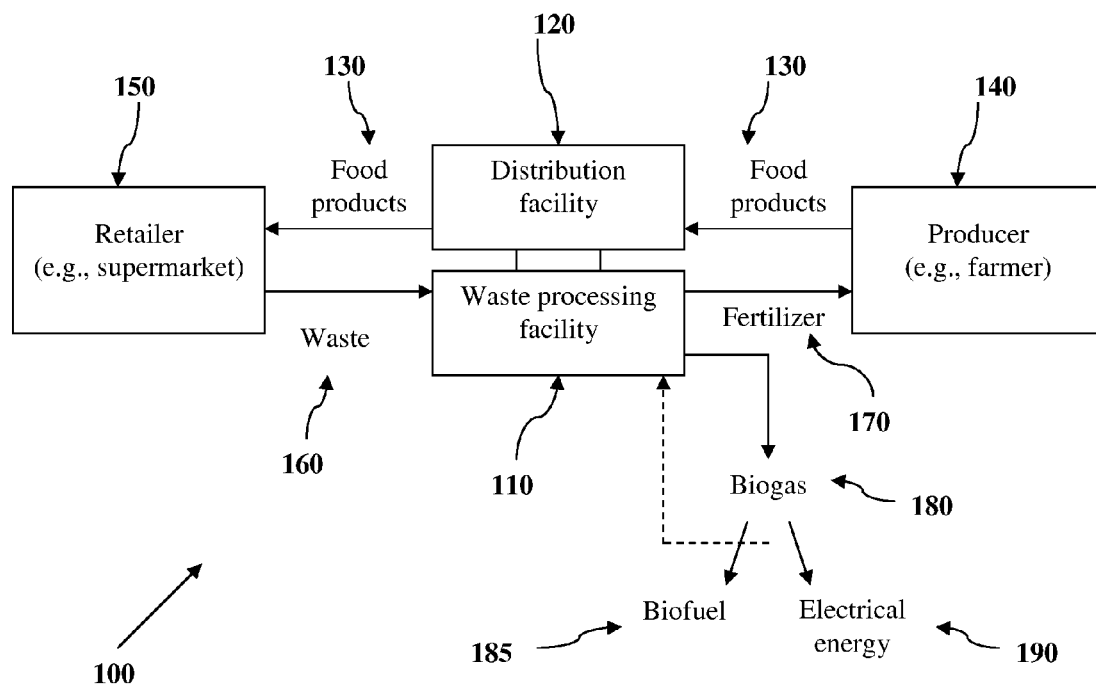 120
130
130
150
140
Food
products
Distribution
facility
Food
products
Retailer
(e.g., supermarket)
Producer
(e.g., farmer)
Waste processing
facility
Waste
Fertilizer
160
110
170
Biogas
180
Biofuel
Electrical
energy
185
190
100